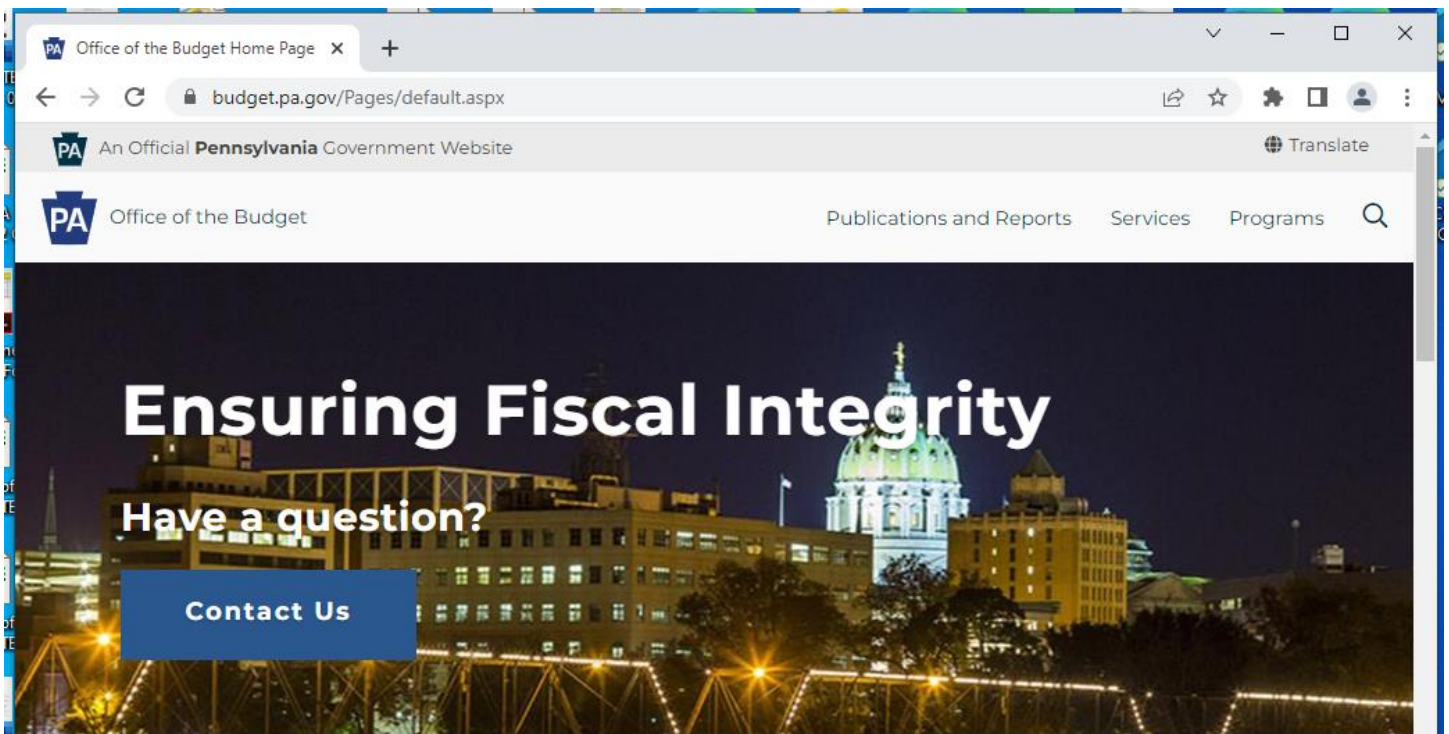 Office of the Budget Home Page
budget.pa.gov/Pages/default.aspx
PA An Official Pennsylvania Government Website
Translate
PA Office of the Budget
Publications and Reports Services Programs
Ensuring Fiscal Integrity
Have a question?
Contact Us